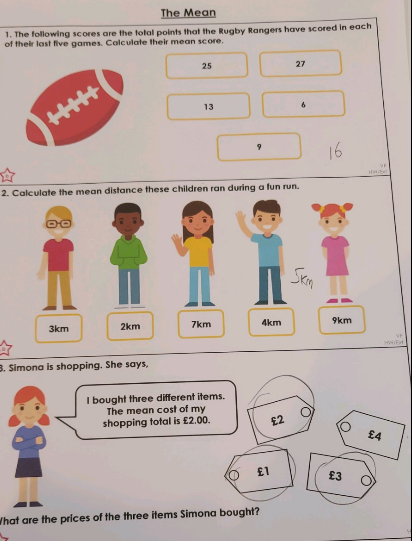 The Mean
1. The following scores are the total points that the Rugby Rangers have scored in each
of their last five games. Calculate their mean score.
25
27
13
6
9
16
2. Calculate the mean distance these children ran during a fun run.
5km
3km
2km
7km
4km
9km
3. Simona is shopping. She says,
I bought three different items.
The mean cost of my
shopping total is £2.00.
£2
£4
£1
£3
What are the prices of the three items Simona bought?